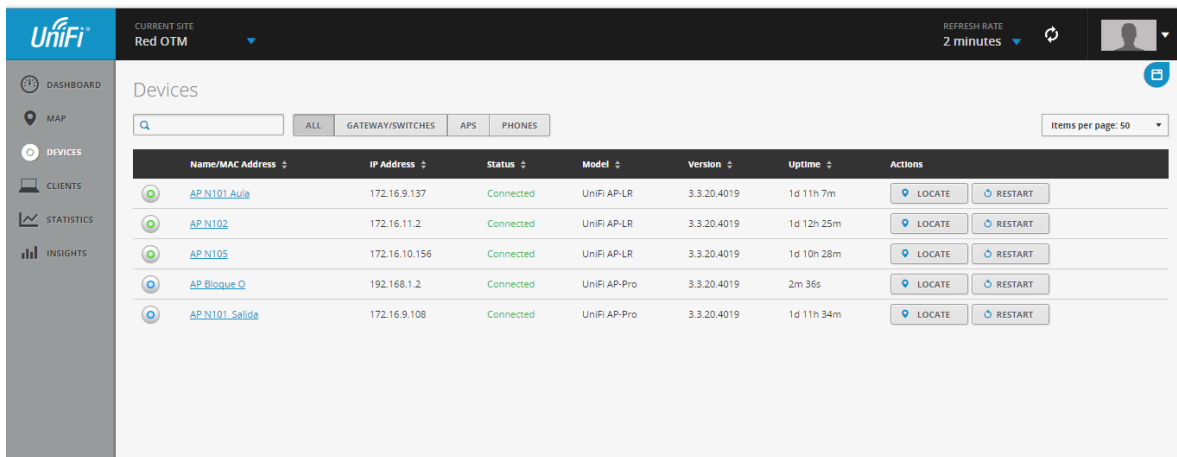 UniFi
CURRENT SITE
Red OTM
REFRESH RATE
2 minutes
DASHBOARD
MAP
DEVICES
CLIENTS
STATISTICS
INSIGHTS
Devices
ALL GATEWAY/SWITCHES APS PHONES
Items per page: 50
Name/MAC Address IP Address Status Model Version Uptime Actions
AP N101 Aula 172.16.9.137 Connected UniFi AP-LR 3.3.20.4019 1d 11h 7m LOCATE RESTART
AP N102 172.16.11.2 Connected UniFi AP-LR 3.3.20.4019 1d 12h 25m LOCATE RESTART
AP N105 172.16.10.156 Connected UniFi AP-LR 3.3.20.4019 1d 10h 28m LOCATE RESTART
AP Bloque O 192.168.1.2 Connected UniFi AP-Pro 3.3.20.4019 2m 36s LOCATE RESTART
AP N101_Salida 172.16.9.108 Connected UniFi AP-Pro 3.3.20.4019 1d 11h 34m LOCATE RESTART